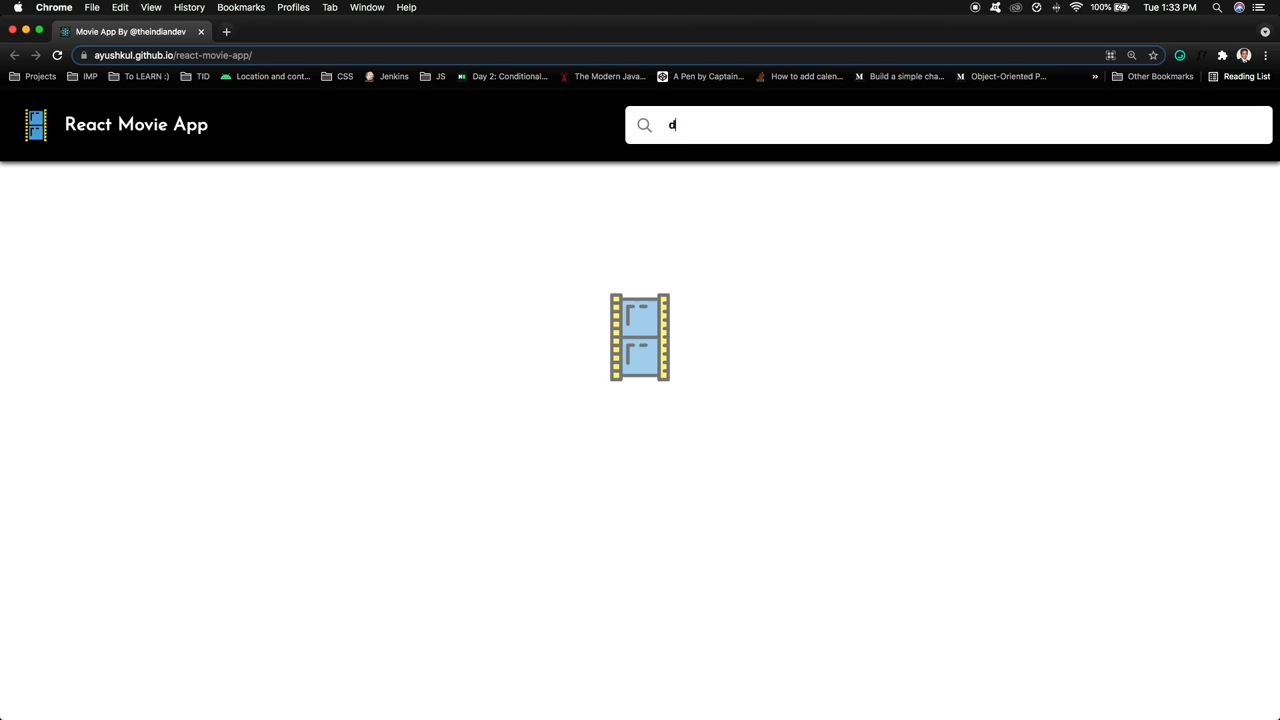 Chrome File Edit View History Bookmarks Profiles Tab Window Help 100% Tue 1:33 PM
Movie App By @theindiandev
ayushkul.github.io/react-movie-app/
Projects IMP To LEARN :) TID Location and cont... CSS Jenkins JS Day 2: Conditional... The Modern Java... A Pen by Captain... How to add calen... Build a simple cha... Object-Oriented P... » Other Bookmarks Reading List
React Movie App d